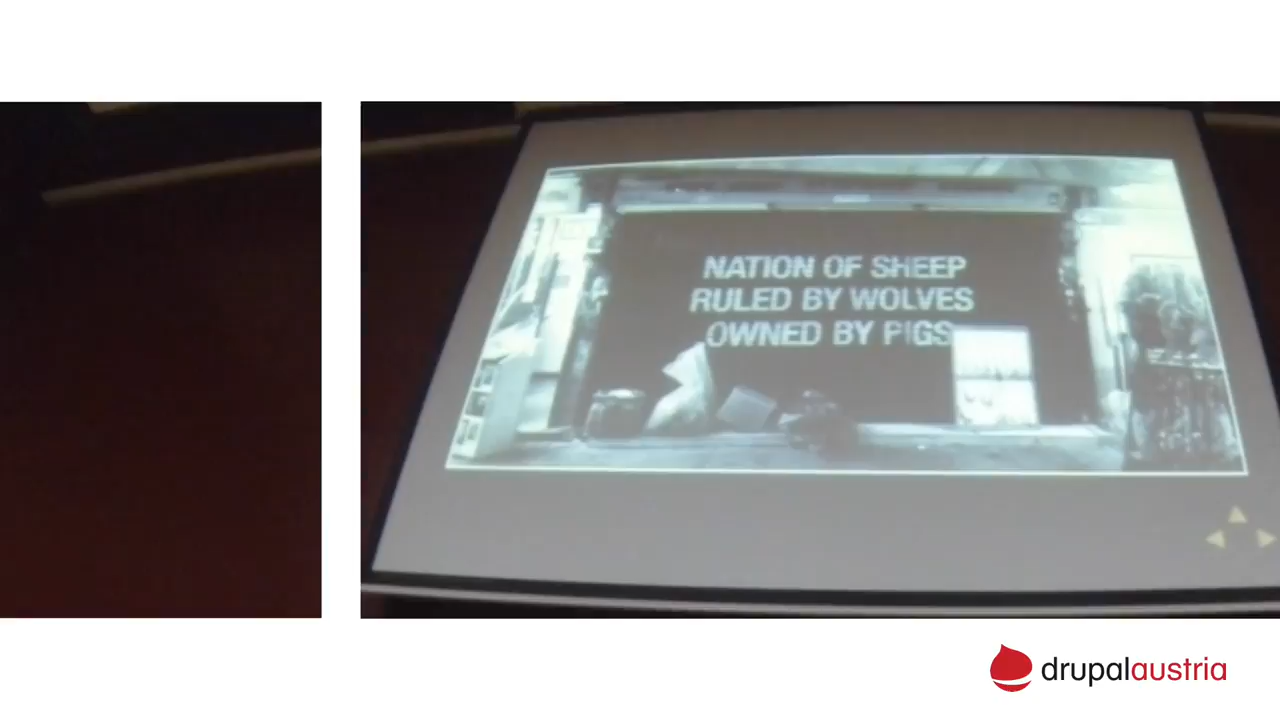 NATION OF SHEEP
RULED BY WOLVES
OWNED BY PIGS
drupalaustria